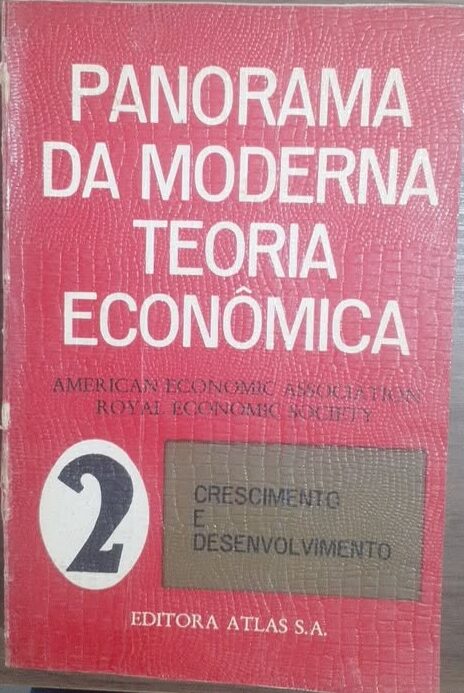 PANORAMA
DA MODERNA
TEORIA
ECONÔMICA
AMERICAN ECONOMIC ASSOCIATION
ROYAL ECONOMIC SOCIETY
2
CRESCIMENTO
E
DESENVOLVIMENTO
EDITORA ATLAS S.A.